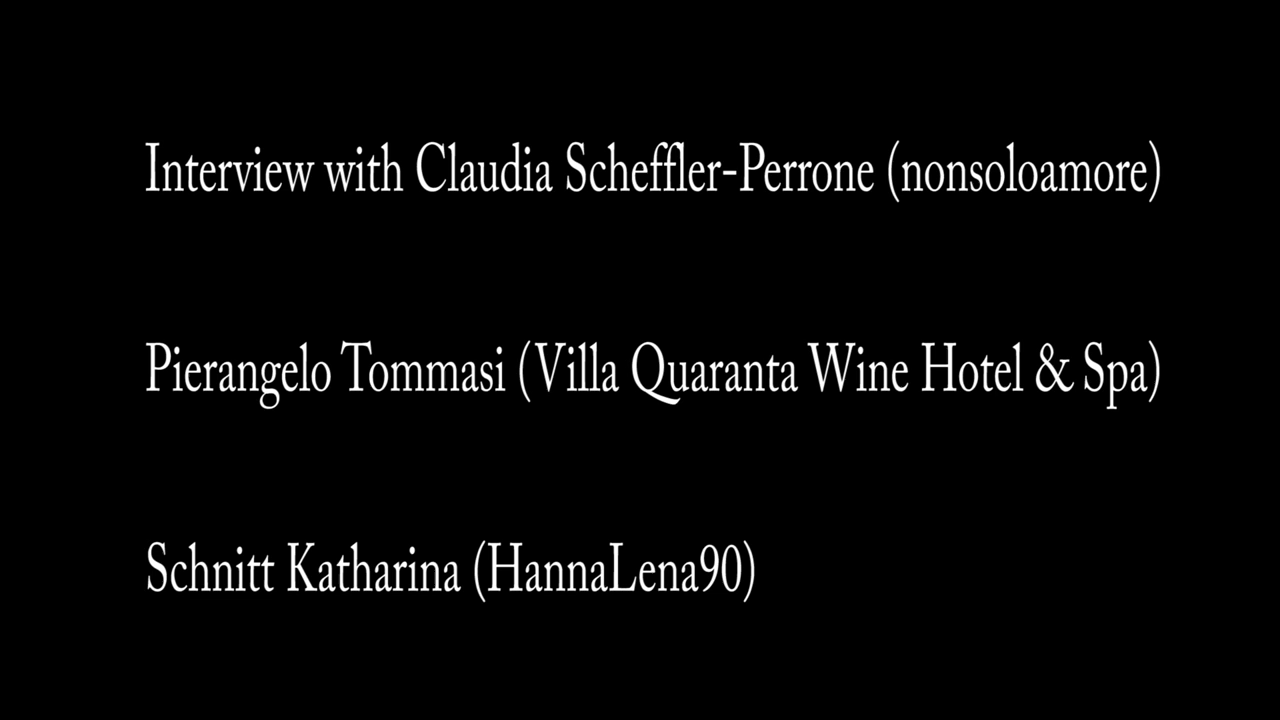 Interview with Claudia Scheffler-Perrone (nonsoloamore)
Pierangelo Tommasi (Villa Quaranta Wine Hotel & Spa)
Schnitt Katharina (HannaLena90)